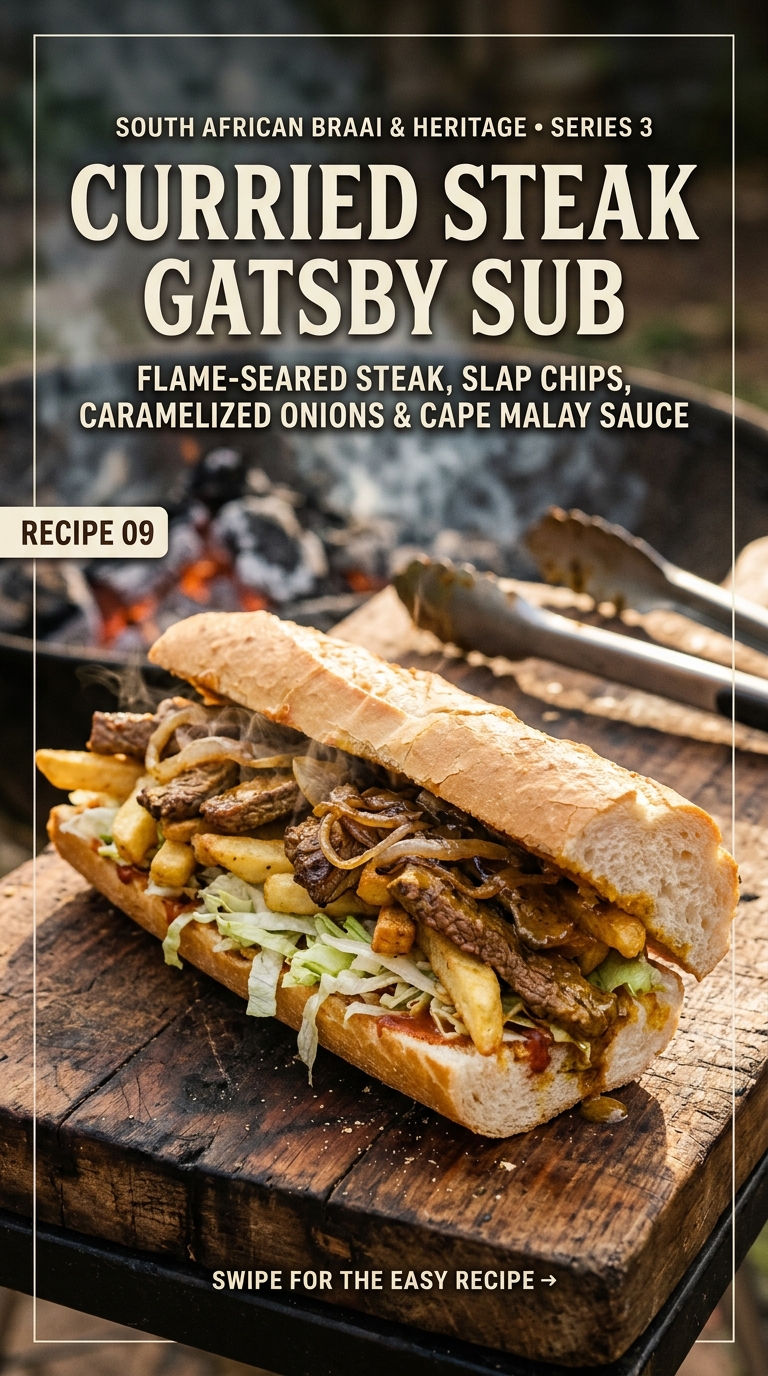 SOUTH AFRICAN BRAAI & HERITAGE • SERIES 3
CURRIED STEAK
GATSBY SUB
FLAME-SEARED STEAK, SLAP CHIPS,
CARAMELIZED ONIONS & CAPE MALAY SAUCE
RECIPE 09
SWIPE FOR THE EASY RECIPE →